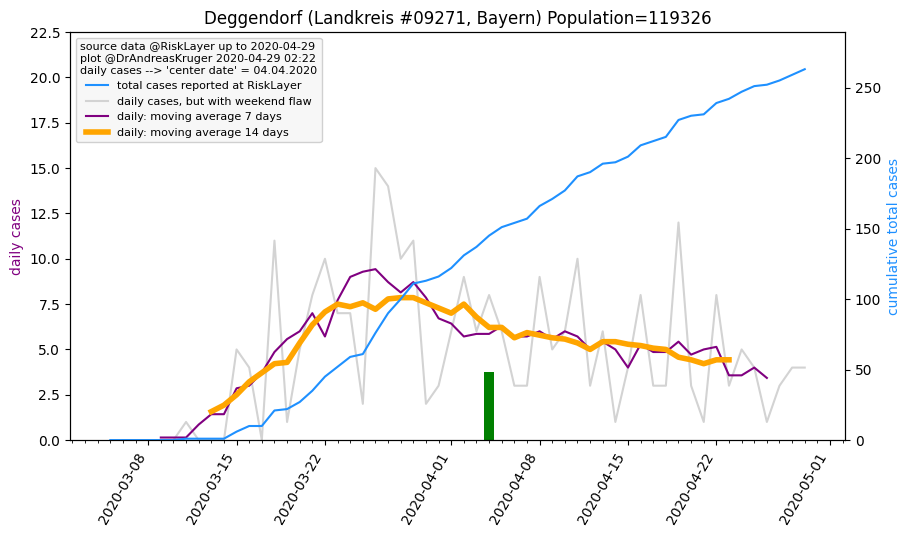 Deggendorf (Landkreis #09271, Bayern) Population=119326
source data @RiskLayer up to 2020-04-29
plot @DrAndreasKruger 2020-04-29 02:22
daily cases --> 'center date' = 04.04.2020
total cases reported at RiskLayer
daily cases, but with weekend flaw
daily: moving average 7 days
daily: moving average 14 days
daily cases
22.5
20.0
17.5
15.0
12.5
10.0
7.5
5.0
2.5
0.0
cumulative total cases
250
200
150
100
50
0
2020-03-08
2020-03-15
2020-03-22
2020-04-01
2020-04-08
2020-04-15
2020-04-22
2020-05-01